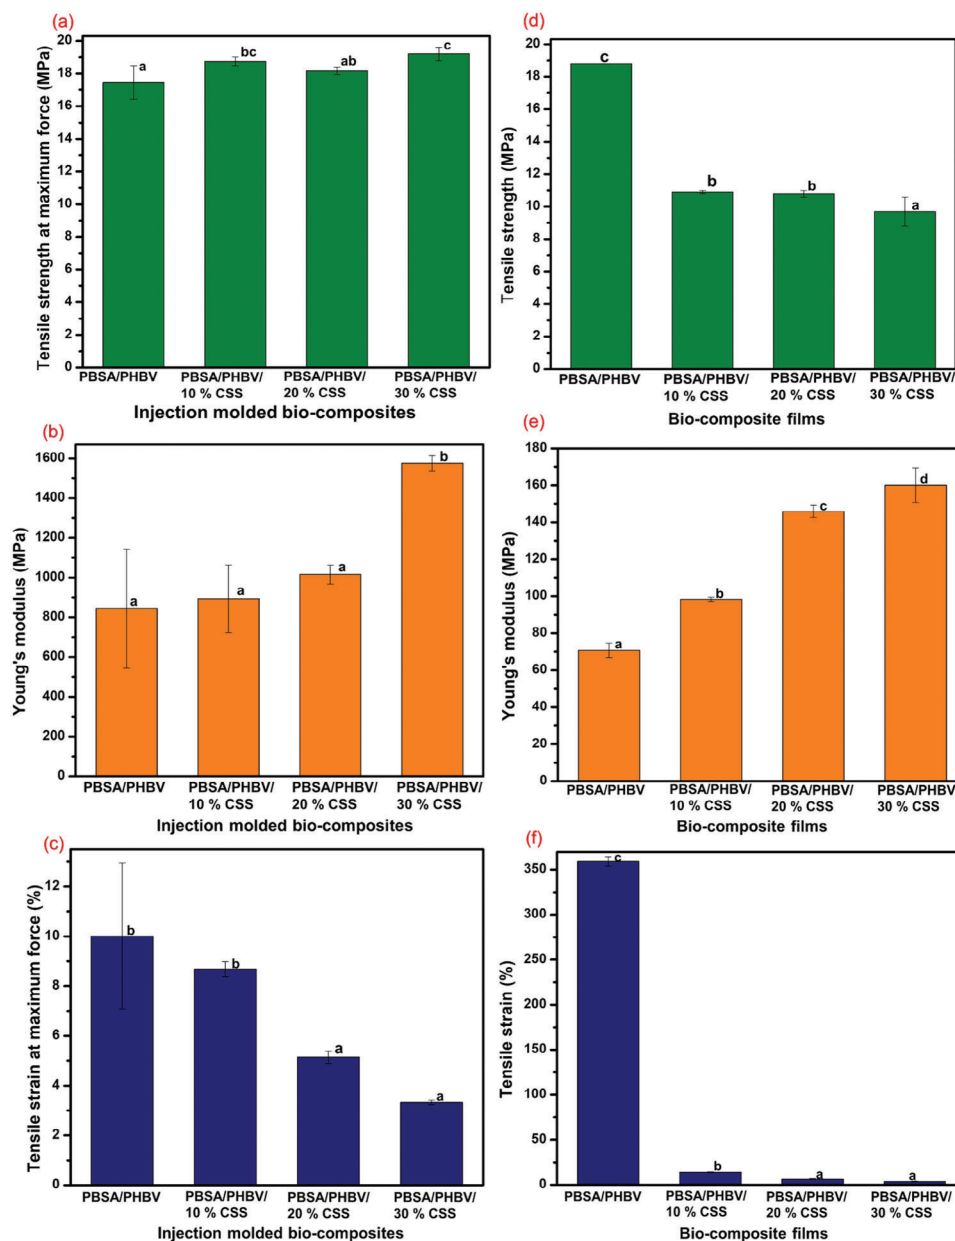 (a)
Tensile strength at maximum force (MPa)
20
18
16
14
12
10
8
6
4
2
0
a
bc
ab
c
PBSA/PHBV
PBSA/PHBV/
10 % CSS
PBSA/PHBV/
20 % CSS
PBSA/PHBV/
30 % CSS
Injection molded bio-composites
(d)
Tensile strength (MPa)
20
18
16
14
12
10
8
6
4
2
0
c
b
b
a
PBSA/PHBV
PBSA/PHBV/
10 % CSS
PBSA/PHBV/
20 % CSS
PBSA/PHBV/
30 % CSS
Bio-composite films
(b)
Young's modulus (MPa)
1600
1400
1200
1000
800
600
400
200
0
a
a
a
b
PBSA/PHBV
PBSA/PHBV/
10 % CSS
PBSA/PHBV/
20 % CSS
PBSA/PHBV/
30 % CSS
Injection molded bio-composites
(e)
Young's modulus (MPa)
180
160
140
120
100
80
60
40
20
0
a
b
c
d
PBSA/PHBV
PBSA/PHBV/
10 % CSS
PBSA/PHBV/
20 % CSS
PBSA/PHBV/
30 % CSS
Bio-composite films
(c)
Tensile strain at maximum force (%)
12
10
8
6
4
2
0
b
b
a
a
PBSA/PHBV
PBSA/PHBV/
10 % CSS
PBSA/PHBV/
20 % CSS
PBSA/PHBV/
30 % CSS
Injection molded bio-composites
(f)
Tensile strain (%)
350
300
250
200
150
100
50
0
c
b
a
a
PBSA/PHBV
PBSA/PHBV/
10 % CSS
PBSA/PHBV/
20 % CSS
PBSA/PHBV/
30 % CSS
Bio-composite films